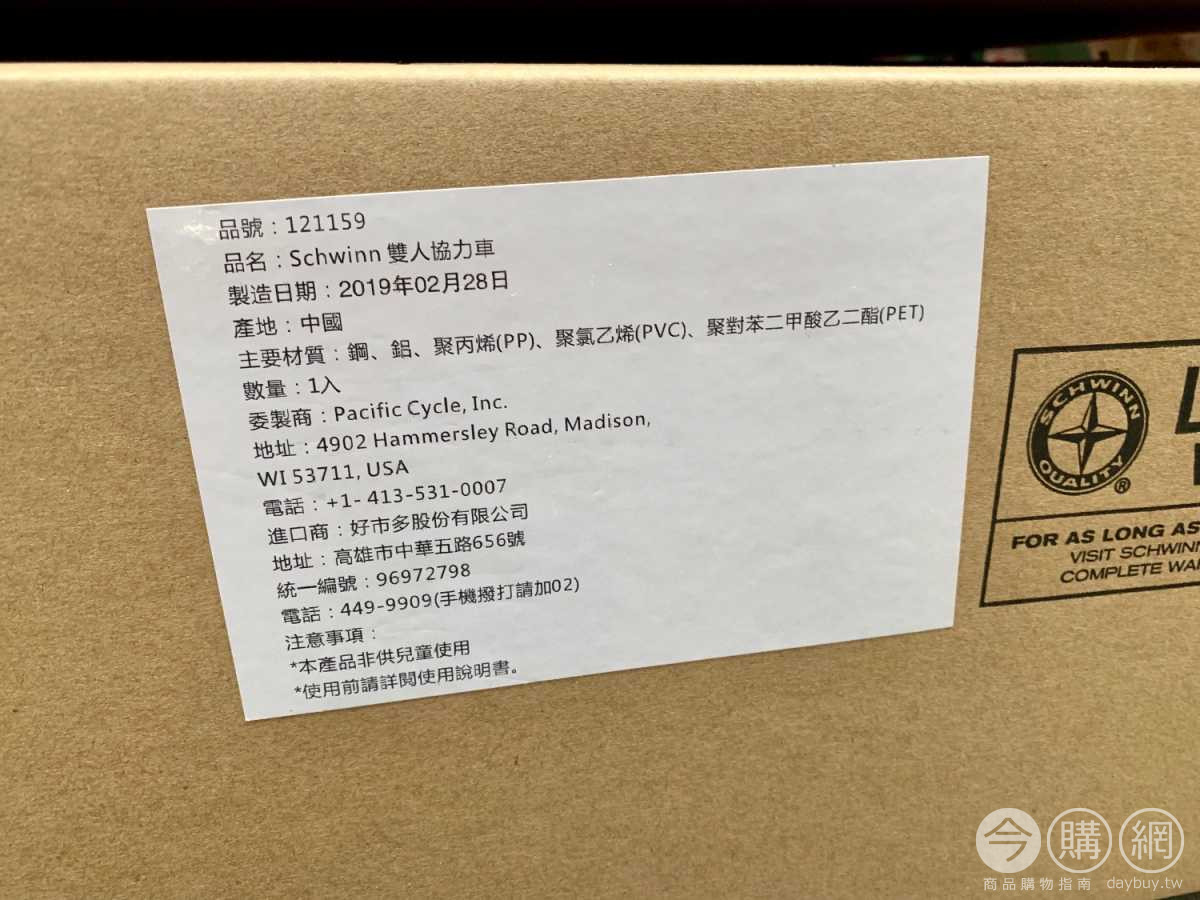 品號：121159
品名：Schwinn 雙人協力車
製造日期：2019年02月28日
產地：中國
主要材質：鋼、鋁、聚丙烯(PP)、聚氯乙烯(PVC)、聚對苯二甲酸乙二酯(PET)
數量：1入
委製商：Pacific Cycle, Inc.
地址：4902 Hammersley Road, Madison,
WI 53711, USA
電話：+1- 413-531-0007
進口商：好市多股份有限公司
地址：高雄市中華五路656號
統一編號：96972798
電話：449-9909(手機撥打請加02)
注意事項：
*本產品非供兒童使用
*使用前請詳閱使用說明書。
SCHWINN
QUALITY
®
FOR AS LONG AS
VISIT SCHWINN
COMPLETE WA
今購網
商品購物指南 daybuy.tw